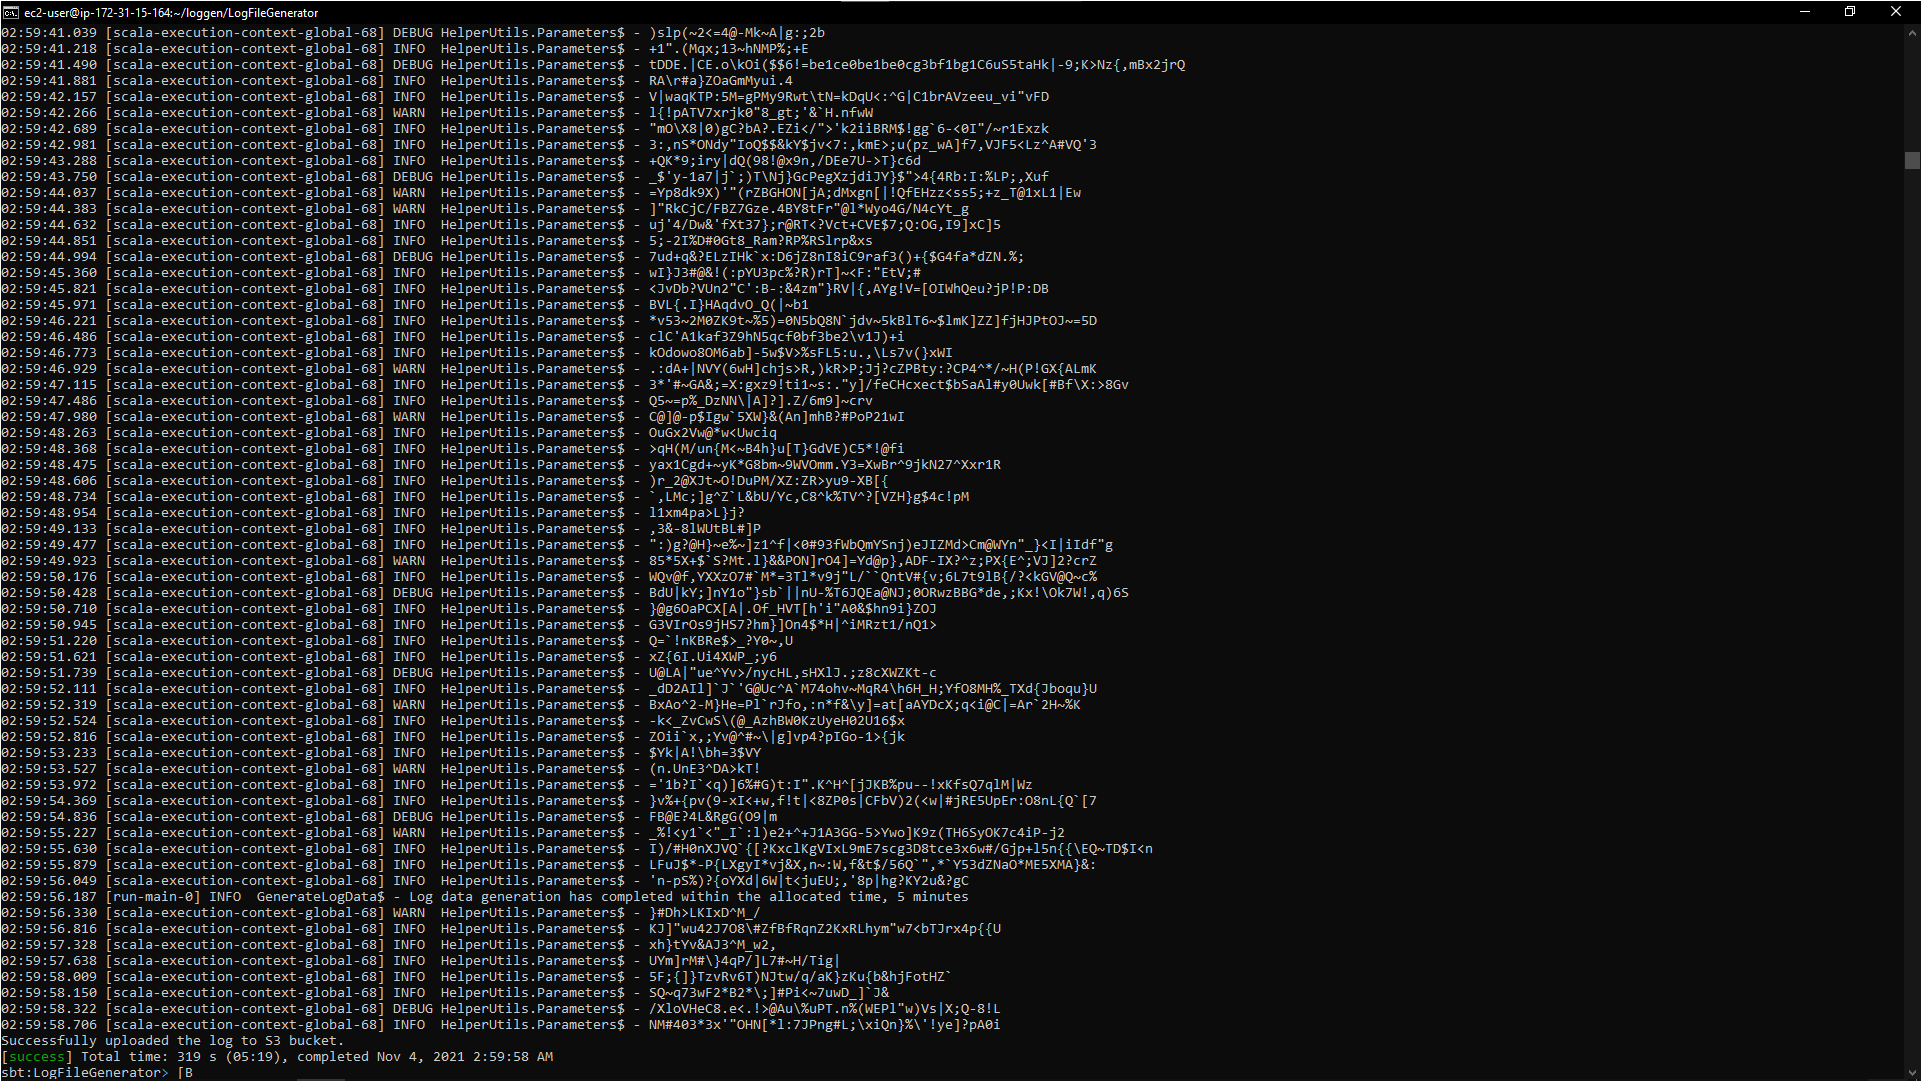 ec2-user@ip-172-31-15-164:~/loggen/LogFileGenerator
02:59:41.039 [scala-execution-context-global-68] DEBUG HelperUtils.Parameters$ - )slp(~2<=4@-Mk~A|g:;2b
02:59:41.218 [scala-execution-context-global-68] INFO  HelperUtils.Parameters$ - +1".(Mqx;13~hNMP%;+E
02:59:41.490 [scala-execution-context-global-68] DEBUG HelperUtils.Parameters$ - tDDE.|CE.o\kOi($$6!=be1ce0be1be0cg3bf1bg1C6uS5taHk|-9;K>Nz{,mBx2jrQ
02:59:41.881 [scala-execution-context-global-68] INFO  HelperUtils.Parameters$ - RA\r#a}ZOaGmMyui.4
02:59:42.157 [scala-execution-context-global-68] INFO  HelperUtils.Parameters$ - V|waqKTP:5M=gPMy9Rwt\tN=kDqU<:^G|C1brAVzeeu_vi"vFD
02:59:42.266 [scala-execution-context-global-68] WARN  HelperUtils.Parameters$ - l{!pATV7xrjk0"8_gt;'&`H.nfwW
02:59:42.689 [scala-execution-context-global-68] INFO  HelperUtils.Parameters$ - "mO\X8|0)gC?bA?.EZi</">'k2iiBRM$!gg`6-<0I"/~r1Exzk
02:59:42.981 [scala-execution-context-global-68] INFO  HelperUtils.Parameters$ - 3:,nS*ONdy"IoQ$$&kY$jv<7:,kmE>;u(pz_wA]f7,VJF5<Lz^A#VQ'3
02:59:43.288 [scala-execution-context-global-68] INFO  HelperUtils.Parameters$ - +QK*9;iry|dQ(98!@x9n,/DEe7U->T}c6d
02:59:43.750 [scala-execution-context-global-68] DEBUG HelperUtils.Parameters$ - _$'y-1a7|j`;)T\Nj}GcPegXzjdiJY}$">4{4Rb:I:%LP;,Xuf
02:59:44.037 [scala-execution-context-global-68] WARN  HelperUtils.Parameters$ - =Yp8dk9X)'"(rZBGHON[jA;dMxgn[|!QfEHzz<ss5;+z_T@1xL1|Ew
02:59:44.383 [scala-execution-context-global-68] WARN  HelperUtils.Parameters$ - ]"RkCjC/FBZ7Gze.4BY8tFr"@l*Wyo4G/N4cYt_g
02:59:44.632 [scala-execution-context-global-68] INFO  HelperUtils.Parameters$ - uj'4/Dw&'fXt37};r@RT<?Vct+CVE$7;Q:OG,I9]xC]5
02:59:44.851 [scala-execution-context-global-68] INFO  HelperUtils.Parameters$ - 5;-2I%D#0Gt8_Ram?RP%RSlrp&xs
02:59:44.994 [scala-execution-context-global-68] DEBUG HelperUtils.Parameters$ - 7ud+q&?ELzIHk`x:D6jZ8nI8iC9raf3()+{$G4fa*dZN.%;
02:59:45.360 [scala-execution-context-global-68] INFO  HelperUtils.Parameters$ - wI}J3#@&!(:pYU3pc%?R)rT]~<F:"EtV;#
02:59:45.821 [scala-execution-context-global-68] INFO  HelperUtils.Parameters$ - <JvDb?VUn2"C':B-:&4zm"}RV|{,AYg!V=[OIWhQeu?jP!P:DB
02:59:45.971 [scala-execution-context-global-68] INFO  HelperUtils.Parameters$ - BVL{.I}HAqdvO_Q(|~b1
02:59:46.221 [scala-execution-context-global-68] INFO  HelperUtils.Parameters$ - *v53~2M0ZK9t~%5)=0N5bQ8N`jdv~5kBlT6~$lmK]ZZ]fjHJPtOJ~=5D
02:59:46.486 [scala-execution-context-global-68] INFO  HelperUtils.Parameters$ - clC'A1kaf3Z9hN5qcf0bf3be2\v1J)+i
02:59:46.773 [scala-execution-context-global-68] INFO  HelperUtils.Parameters$ - kOdowo8OM6ab]-5w$V>%sFL5:u.,\Ls7v(}xWI
02:59:46.929 [scala-execution-context-global-68] WARN  HelperUtils.Parameters$ - .:dA+|NVY(6wH]chjs>R,)kR>P;Jj?cZPBty:?CP4^*/~H(P!GX{ALmK
02:59:47.115 [scala-execution-context-global-68] INFO  HelperUtils.Parameters$ - 3*'#~GA&;=X:gxz9!ti1~s:."y]/feCHcxect$bSaAl#y0Uwk[#Bf\X:>8Gv
02:59:47.486 [scala-execution-context-global-68] INFO  HelperUtils.Parameters$ - Q5~=p%_DzNN\|A]?].Z/6m9]~crv
02:59:47.980 [scala-execution-context-global-68] WARN  HelperUtils.Parameters$ - C@]@-p$Igw`5XW}&(An]mhB?#PoP21wI
02:59:48.263 [scala-execution-context-global-68] INFO  HelperUtils.Parameters$ - OuGx2Vw@*w<Uwciq
02:59:48.368 [scala-execution-context-global-68] INFO  HelperUtils.Parameters$ - >qH(M/un{M<~B4h}u[T}GdVE)C5*!@fi
02:59:48.475 [scala-execution-context-global-68] INFO  HelperUtils.Parameters$ - yax1Cgd+~yK*G8bm~9WVOmm.Y3=XwBr^9jkN27^Xxr1R
02:59:48.606 [scala-execution-context-global-68] INFO  HelperUtils.Parameters$ - )r_2@XJt~O!DuPM/XZ:ZR>yu9-XB[{
02:59:48.734 [scala-execution-context-global-68] INFO  HelperUtils.Parameters$ - `,LMc;]g^Z`L&bU/Yc,C8^k%TV^?[VZH}g$4c!pM
02:59:48.954 [scala-execution-context-global-68] INFO  HelperUtils.Parameters$ - l1xm4pa>L}j?
02:59:49.133 [scala-execution-context-global-68] INFO  HelperUtils.Parameters$ - ,3&-8lWUtBL#]P
02:59:49.477 [scala-execution-context-global-68] INFO  HelperUtils.Parameters$ - ":)g?@H}~e%~]z1^f|<0#93fWbQmYSnj)eJIZMd>Cm@WYn"_}<I|iIdf"g
02:59:49.923 [scala-execution-context-global-68] WARN  HelperUtils.Parameters$ - 85*5X+$`S?Mt.l}&&PON]rO4]=Yd@p},ADF-IX?^z;PX{E^;VJ]2?crZ
02:59:50.176 [scala-execution-context-global-68] INFO  HelperUtils.Parameters$ - WQv@f,YXXzO7#`M*=3Tl*v9j"L/``QntV#{v;6L7t9lB{/?<kGV@Q~c%
02:59:50.428 [scala-execution-context-global-68] DEBUG HelperUtils.Parameters$ - BdU|kY;]nY1o"}sb`||nU-%T6JQEa@NJ;0ORwzBBG*de,;Kx!\Ok7W!,q)6S
02:59:50.710 [scala-execution-context-global-68] INFO  HelperUtils.Parameters$ - }@g6OaPCX[A|.Of_HVT[h'i"A0&$hn9i}ZOJ
02:59:50.945 [scala-execution-context-global-68] INFO  HelperUtils.Parameters$ - G3VIrOs9jHS7?hm}]On4$*H|^iMRzt1/nQ1>
02:59:51.220 [scala-execution-context-global-68] INFO  HelperUtils.Parameters$ - Q=`!nKBRe$>_?Y0~,U
02:59:51.621 [scala-execution-context-global-68] INFO  HelperUtils.Parameters$ - xZ{6I.Ui4XWP_;y6
02:59:51.739 [scala-execution-context-global-68] DEBUG HelperUtils.Parameters$ - U@LA|"ue^Yv>/nycHL,sHXlJ.;z8cXWZKt-c
02:59:52.111 [scala-execution-context-global-68] INFO  HelperUtils.Parameters$ - _dD2AIl]`J`'G@Uc^A`M74ohv~MqR4\h6H_H;YfO8MH%_TXd{Jboqu}U
02:59:52.319 [scala-execution-context-global-68] WARN  HelperUtils.Parameters$ - BxAo^2-M}He=Pl`rJfo,:n*f&\y]=at[aAYDcX;q<i@C|=Ar`2H~%K
02:59:52.524 [scala-execution-context-global-68] INFO  HelperUtils.Parameters$ - -k<_ZvCwS\(@_AzhBW0KzUyeH02U16$x
02:59:52.816 [scala-execution-context-global-68] INFO  HelperUtils.Parameters$ - ZOii`x,;Yv@^#~\|g]vp4?pIGo-1>{jk
02:59:53.233 [scala-execution-context-global-68] INFO  HelperUtils.Parameters$ - $Yk|A!\bh=3$VY
02:59:53.527 [scala-execution-context-global-68] WARN  HelperUtils.Parameters$ - (n.UnE3^DA>kT!
02:59:53.972 [scala-execution-context-global-68] INFO  HelperUtils.Parameters$ - ='1b?I`<q)]6%#G)t:I".K^H^[jJKB%pu--!xKfsQ7qlM|Wz
02:59:54.369 [scala-execution-context-global-68] INFO  HelperUtils.Parameters$ - }v%+{pv(9-xI<+w,f!t|<8ZP0s|CFbV)2(<w|#jRE5UpEr:O8nL{Q`[7
02:59:54.836 [scala-execution-context-global-68] DEBUG HelperUtils.Parameters$ - FB@E?4L&RgG(O9|m
02:59:55.227 [scala-execution-context-global-68] WARN  HelperUtils.Parameters$ - _%!<y1`<"_I`:l)e2+^+J1A3GG-5>Ywo]K9z(TH6SyOK7c4iP-j2
02:59:55.630 [scala-execution-context-global-68] INFO  HelperUtils.Parameters$ - I)/#H0nXJVQ`{[?KxclKgVIxL9mE7scg3D8tce3x6w#/Gjp+l5n{{\EQ~TD$I<n
02:59:55.879 [scala-execution-context-global-68] INFO  HelperUtils.Parameters$ - LFuJ$*-P{LXgyI*vj&X,n~:W,f&t$/56Q`",*`Y53dZNaO*ME5XMA}&:
02:59:56.049 [scala-execution-context-global-68] INFO  HelperUtils.Parameters$ - 'n-pS%)?{oYXd|6W|t<juEU;,'8p|hg?KY2u&?gC
02:59:56.187 [run-main-0] INFO  GenerateLogData$ - Log data generation has completed within the allocated time, 5 minutes
02:59:56.330 [scala-execution-context-global-68] WARN  HelperUtils.Parameters$ - }#Dh>LKIxD^M_/
02:59:56.816 [scala-execution-context-global-68] INFO  HelperUtils.Parameters$ - KJ]"wu42J7O8\#ZfBfRqnZ2KxRLhym"w7<bTJrx4p{{U
02:59:57.328 [scala-execution-context-global-68] INFO  HelperUtils.Parameters$ - xh}tYv&AJ3^M_w2,
02:59:57.638 [scala-execution-context-global-68] INFO  HelperUtils.Parameters$ - UYm]rM#\}4qP/]L7#~H/Tig|
02:59:58.009 [scala-execution-context-global-68] INFO  HelperUtils.Parameters$ - 5F;{]}TzvRv6T)NJtw/q/aK}zKu{b&hjFotHZ`
02:59:58.150 [scala-execution-context-global-68] INFO  HelperUtils.Parameters$ - SQ~q73wF2*B2*\;]#Pi<~7uwD_]`J&
02:59:58.322 [scala-execution-context-global-68] DEBUG HelperUtils.Parameters$ - /XloVHeC8.e<.!>@Au\%uPT.n%(WEPl"w)Vs|X;Q-8!L
02:59:58.706 [scala-execution-context-global-68] INFO  HelperUtils.Parameters$ - NM#403*3x'"OHN[*l:7JPng#L;\xiQn}%\'!ye]?pA0i
Successfully uploaded the log to S3 bucket.
[success] Total time: 319 s (05:19), completed Nov 4, 2021 2:59:58 AM
sbt:LogFileGenerator> [B